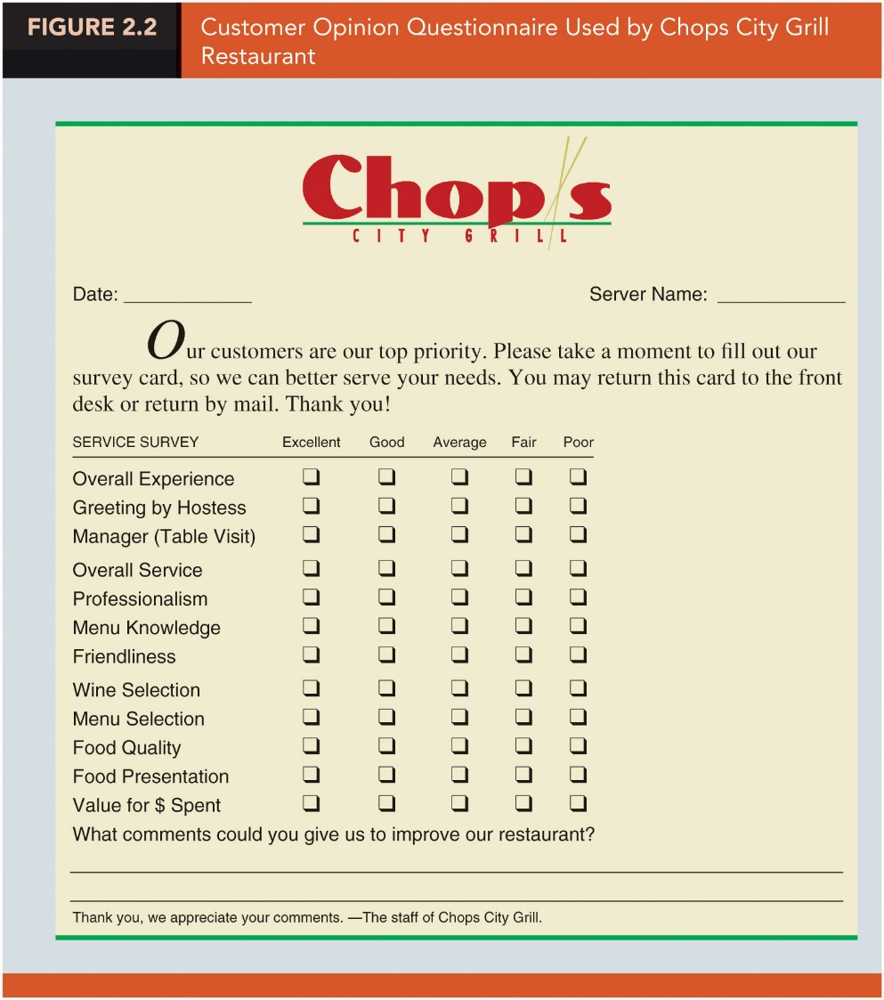 FIGURE 2.2
Customer Opinion Questionnaire Used by Chops City Grill
Restaurant
Chop's
CITY GRILL
Date: ____________ Server Name: ____________
Our customers are our top priority. Please take a moment to fill out our
survey card, so we can better serve your needs. You may return this card to the front
desk or return by mail. Thank you!
SERVICE SURVEY Excellent Good Average Fair Poor
Overall Experience ❑ ❑ ❑ ❑ ❑
Greeting by Hostess ❑ ❑ ❑ ❑ ❑
Manager (Table Visit) ❑ ❑ ❑ ❑ ❑
Overall Service ❑ ❑ ❑ ❑ ❑
Professionalism ❑ ❑ ❑ ❑ ❑
Menu Knowledge ❑ ❑ ❑ ❑ ❑
Friendliness ❑ ❑ ❑ ❑ ❑
Wine Selection ❑ ❑ ❑ ❑ ❑
Menu Selection ❑ ❑ ❑ ❑ ❑
Food Quality ❑ ❑ ❑ ❑ ❑
Food Presentation ❑ ❑ ❑ ❑ ❑
Value for $ Spent ❑ ❑ ❑ ❑ ❑
What comments could you give us to improve our restaurant?
Thank you, we appreciate your comments. —The staff of Chops City Grill.